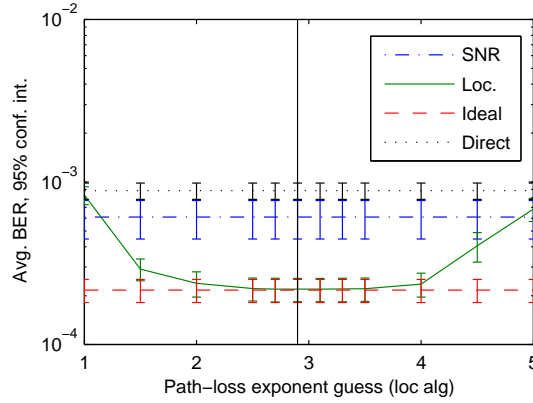 10^-2
SNR
Loc.
Ideal
Direct
10^-3
10^-4
1
2
3
4
5
Path-loss exponent guess (loc alg)
Avg. BER, 95% conf. int.